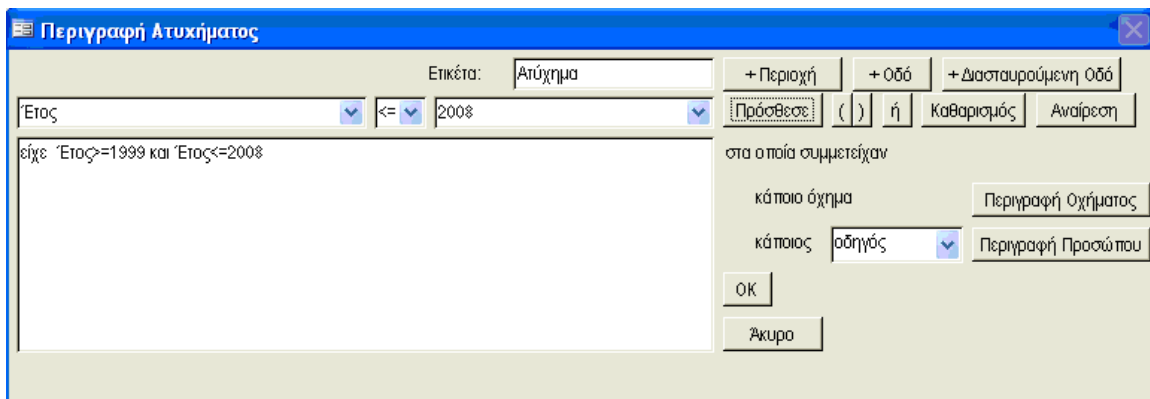 Περιγραφή Ατυχήματος
Ετικέτα: Ατύχημα +Περιοχή +Οδό +Διασταυρούμενη Οδό
Έτος <= 2008 Πρόσθεσε ( ) ή Καθαρισμός Αναίρεση
είχε Έτος>=1999 και Έτος<=2008 στα οποία συμμετείχαν
κάποιο όχημα Περιγραφή Οχήματος
κάποιος οδηγός Περιγραφή Προσώπου
OK
Άκυρο